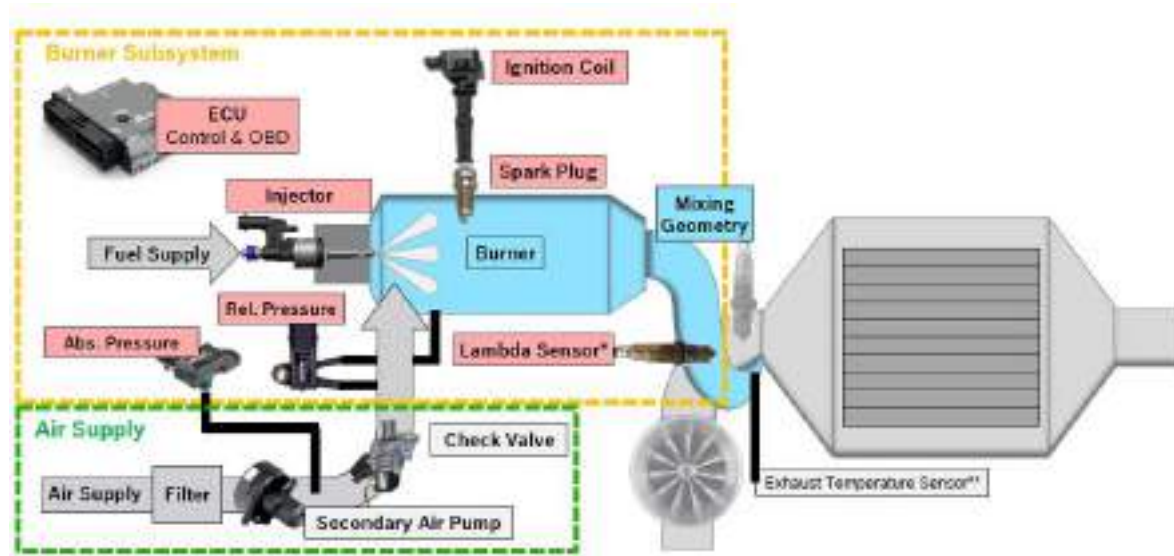 Burner Subsystem
Ignition Coil
ECU
Control & OBD
Spark Plug
Injector
Mixing
Geometry
Fuel Supply
Burner
Rel. Pressure
Abs. Pressure
Lambda Sensor*
Air Supply
Check Valve
Air Supply
Filter
Exhaust Temperature Sensor**
Secondary Air Pump